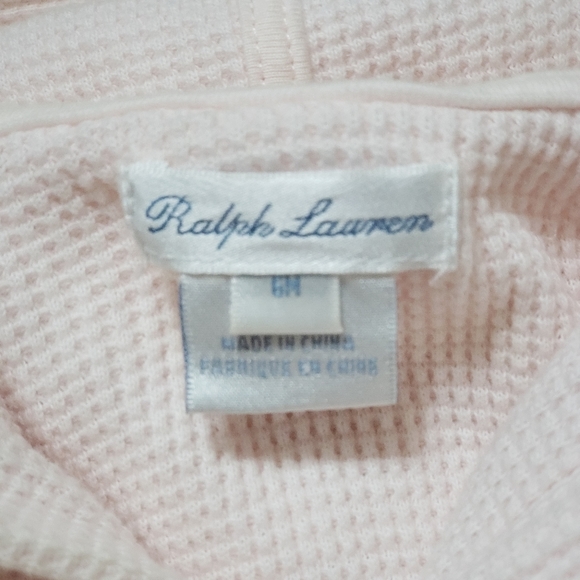 Ralph Lauren
6M
MADE IN CHINA
FABRIQUE EN CHINE